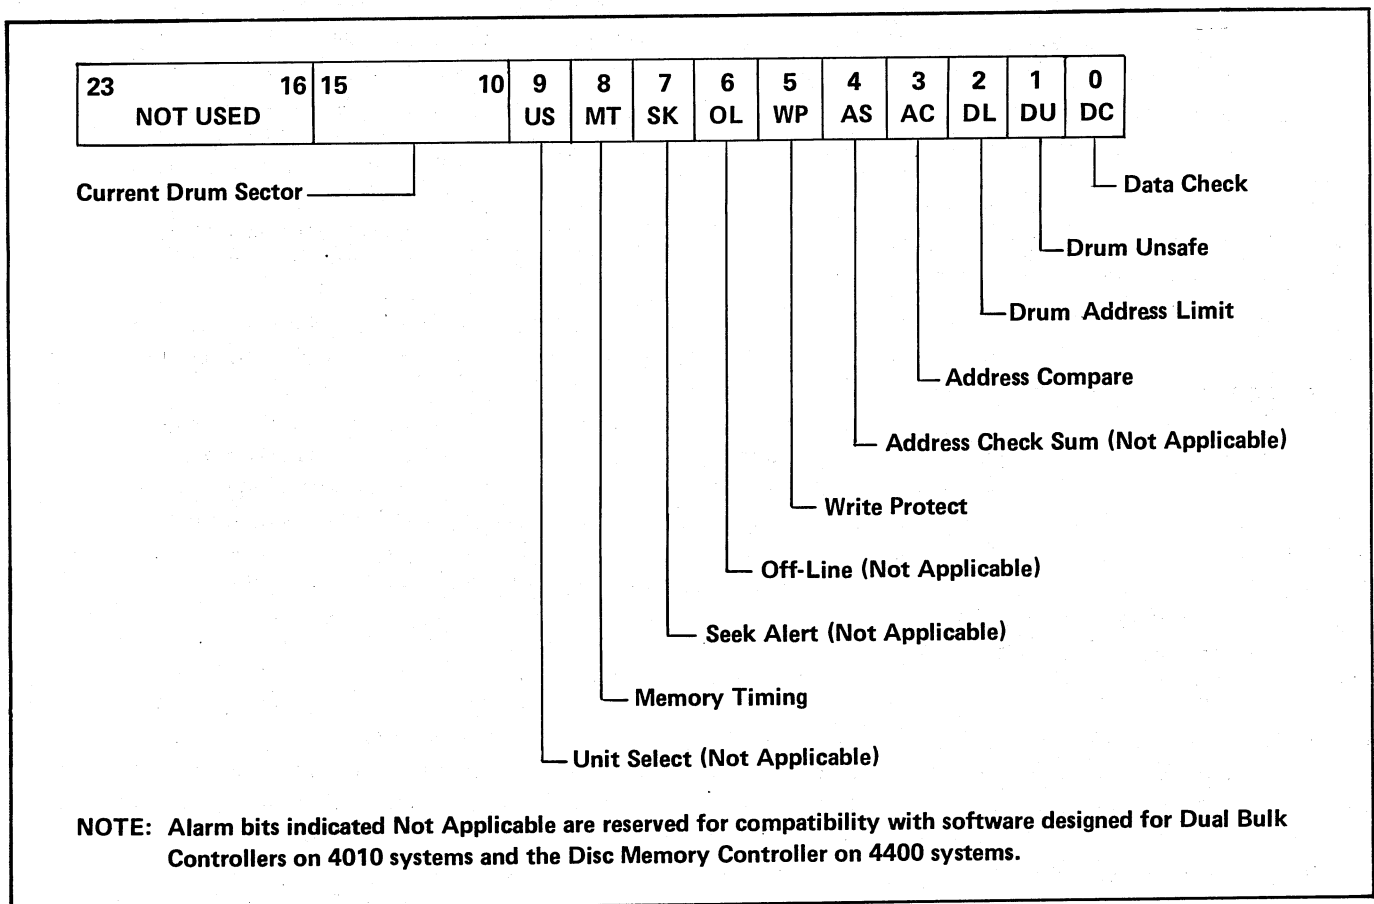 23 16 15 10 9 8 7 6 5 4 3 2 1 0
NOT USED US MT SK OL WP AS AC DL DU DC
Current Drum Sector
Data Check
Drum Unsafe
Drum Address Limit
Address Compare
Address Check Sum (Not Applicable)
Write Protect
Off-Line (Not Applicable)
Seek Alert (Not Applicable)
Memory Timing
Unit Select (Not Applicable)
NOTE: Alarm bits indicated Not Applicable are reserved for compatibility with software designed for Dual Bulk
Controllers on 4010 systems and the Disc Memory Controller on 4400 systems.